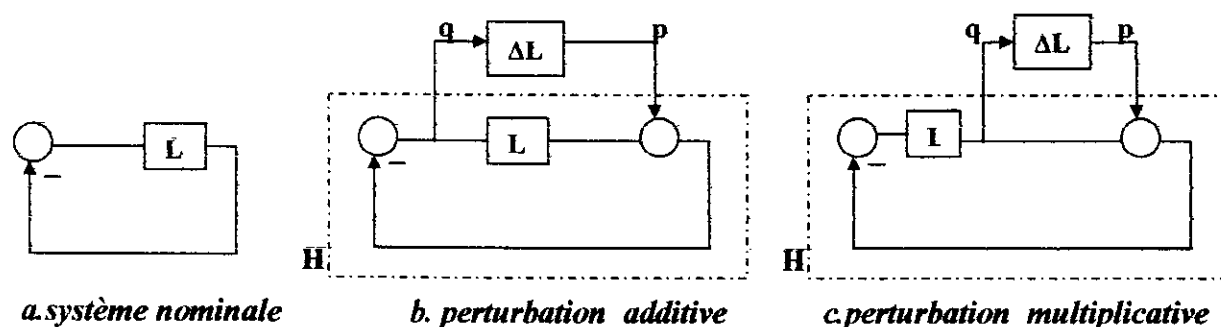 q
ΔL
p
L
L
H
a.système nominale
b. perturbation additive
q
ΔL
p
L
H
c.perturbation multiplicative